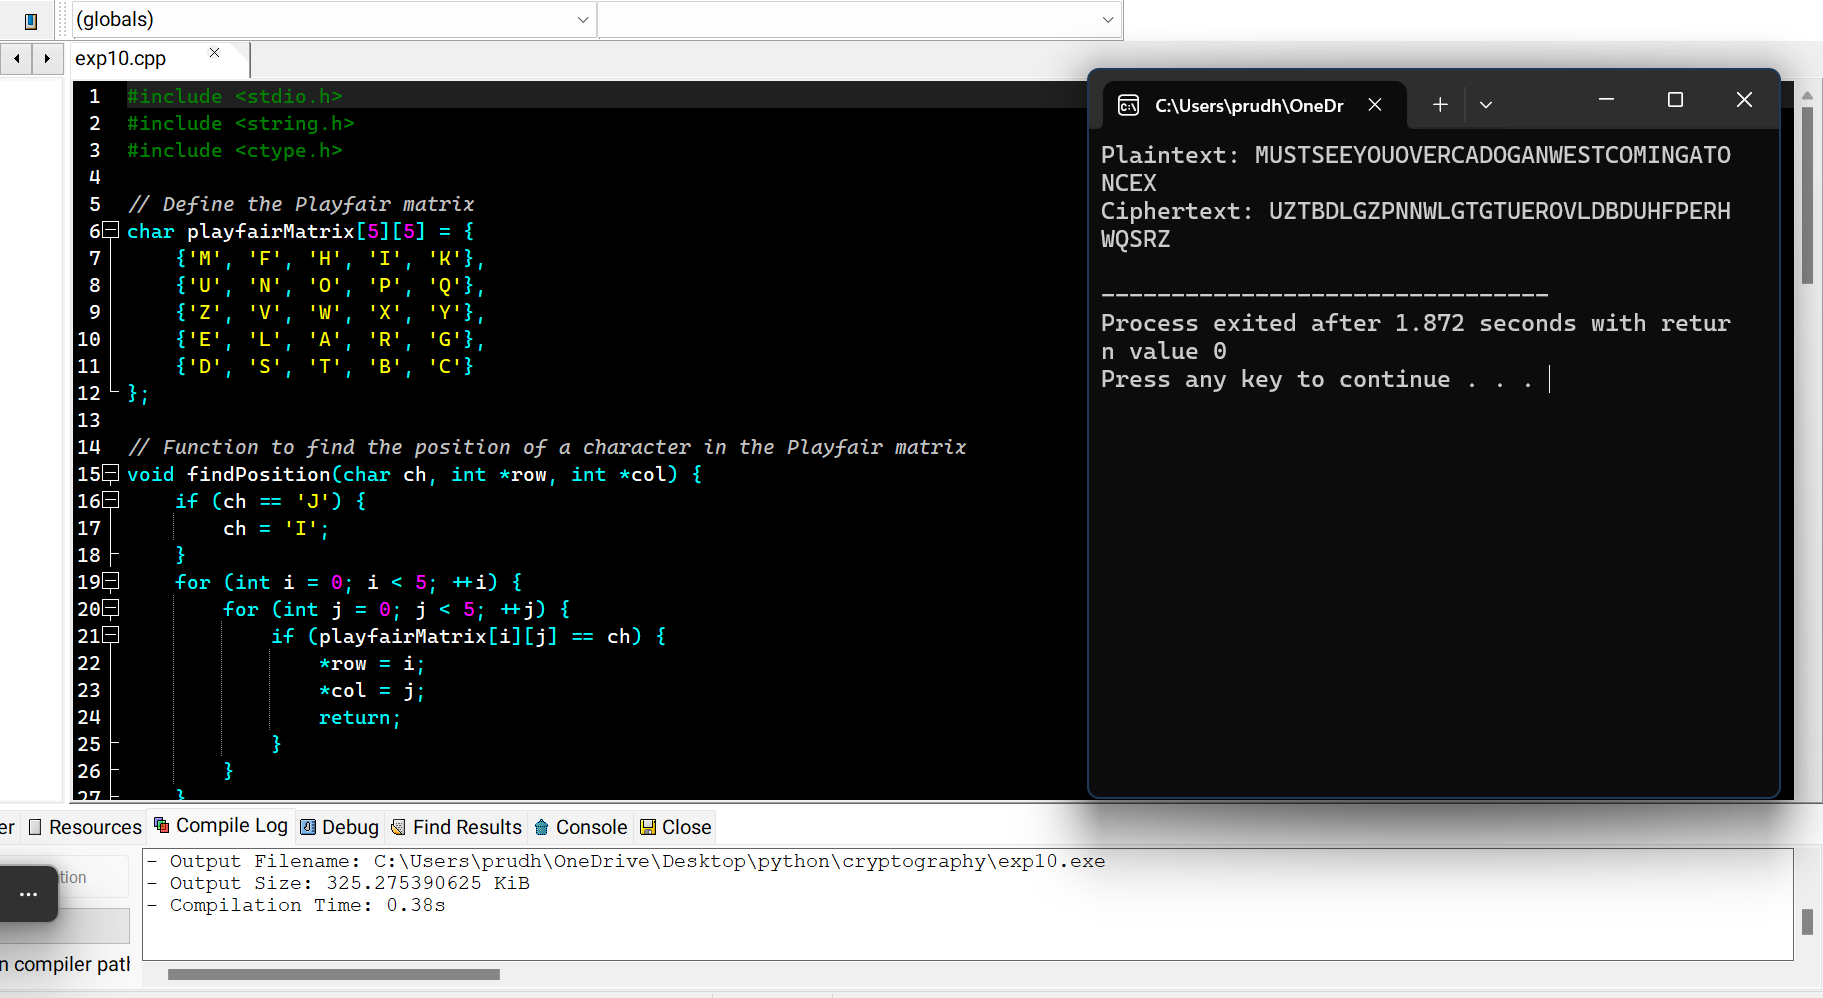 (globals)
exp10.cpp
1 #include <stdio.h>
2 #include <string.h>
3 #include <ctype.h>
4
5 // Define the Playfair matrix
6 char playfairMatrix[5][5] = {
7 {'M', 'F', 'H', 'I', 'K'},
8 {'U', 'N', 'O', 'P', 'Q'},
9 {'Z', 'V', 'W', 'X', 'Y'},
10 {'E', 'L', 'A', 'R', 'G'},
11 {'D', 'S', 'T', 'B', 'C'}
12 };
13
14 // Function to find the position of a character in the Playfair matrix
15 void findPosition(char ch, int *row, int *col) {
16 if (ch == 'J') {
17 ch = 'I';
18 }
19 for (int i = 0; i < 5; ++i) {
20 for (int j = 0; j < 5; ++j) {
21 if (playfairMatrix[i][j] == ch) {
22 *row = i;
23 *col = j;
24 return;
25 }
26 }
27 }
C:\Users\prudh\OneDr
Plaintext: MUSTSEEYOUOVERCADOGANWESTCOMINGATO
NCEX
Ciphertext: UZTBDLGZPNNWLGTGTUEROVLDBDUHFPERH
WQSRZ
--------------------------------
Process exited after 1.872 seconds with retur
n value 0
Press any key to continue . . .
er Resources Compile Log Debug Find Results Console Close
- Output Filename: C:\Users\prudh\OneDrive\Desktop\python\cryptography\exp10.exe
- Output Size: 325.275390625 KiB
- Compilation Time: 0.38s
tion
n compiler path